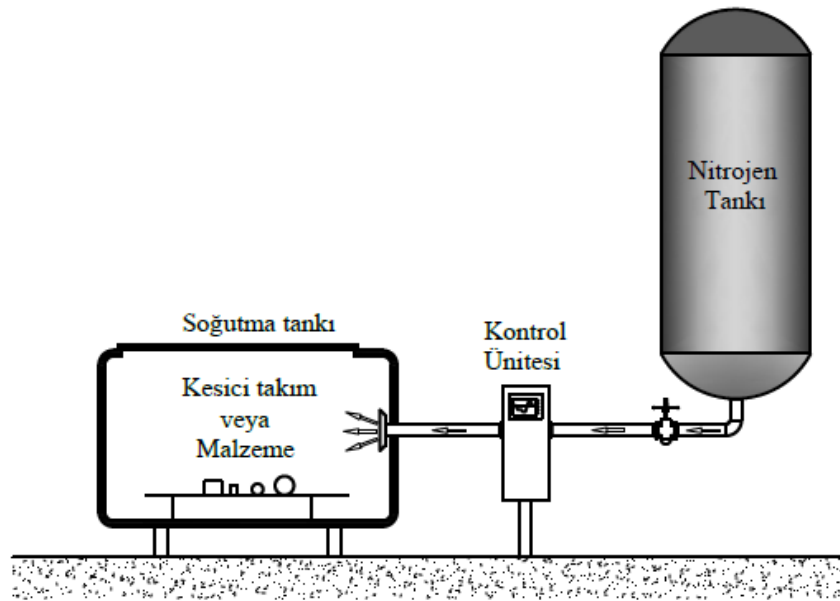 Nitrojen
Tankı
Soğutma tankı
Kontrol
Ünitesi
Kesici takım
veya
Malzeme